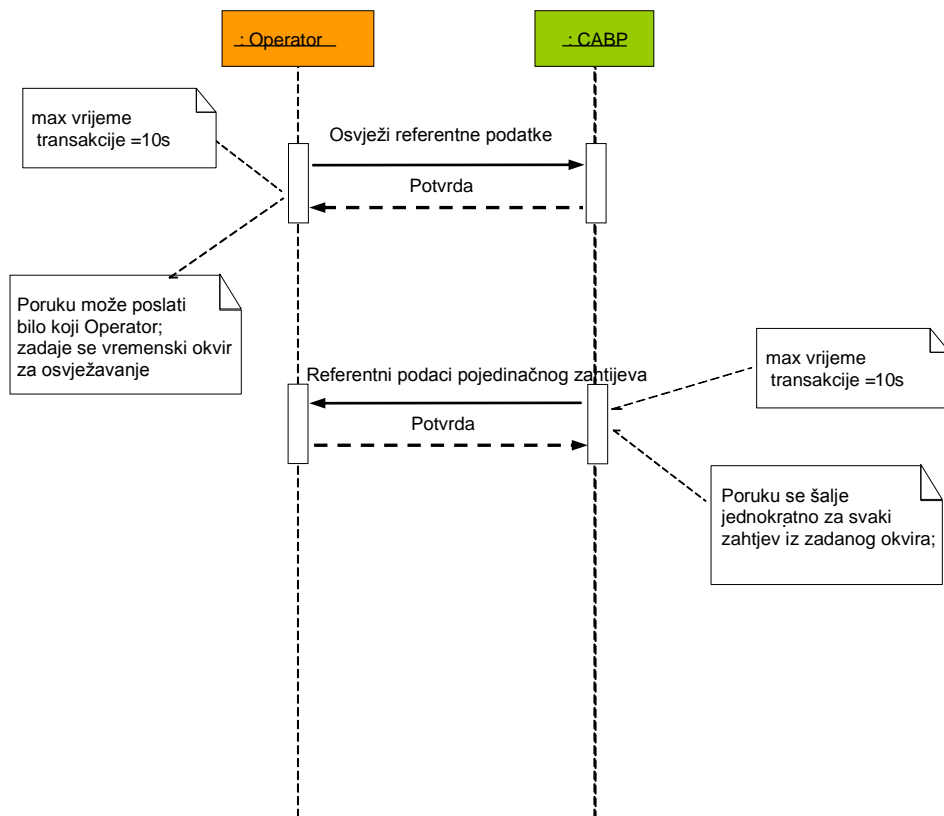 : Operator
: CABP
max vrijeme
transakcije =10s
Osvježi referentne podatke
Potvrda
Poruku može poslati
bilo koji Operator;
zadaje se vremenski okvir
za osvježavanje
Referentni podaci pojedinačnog zahtijeva
Potvrda
max vrijeme
transakcije =10s
Poruku se šalje
jednokratno za svaki
zahtjev iz zadanog okvira;